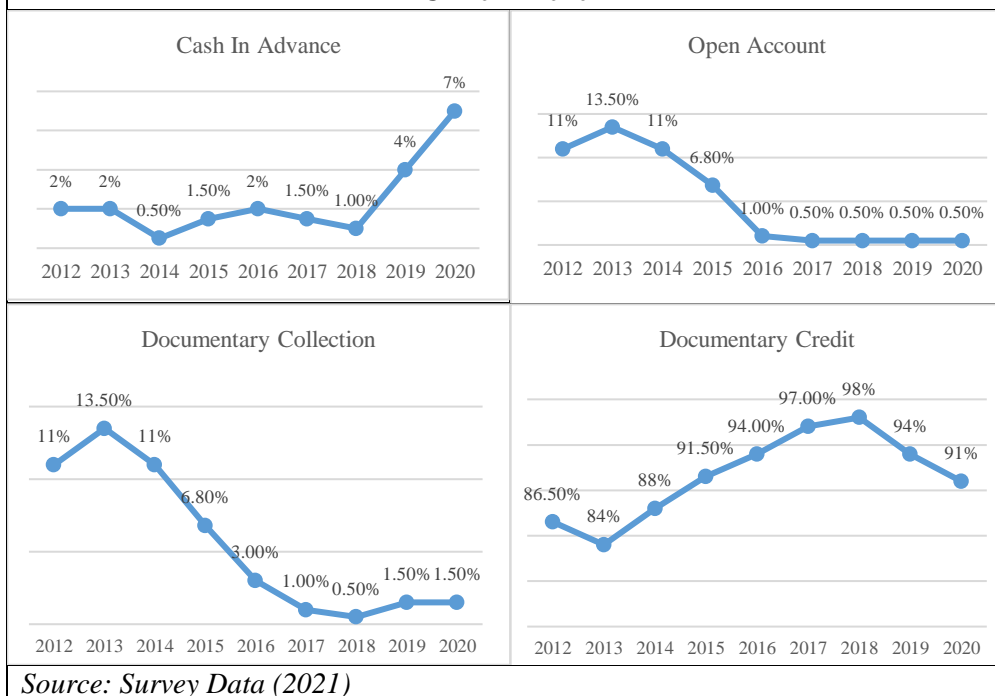 Cash In Advance
7%
4%
2% 2% 0.50% 1.50% 2% 1.50% 1.00%
2012 2013 2014 2015 2016 2017 2018 2019 2020
Open Account
11% 13.50% 11%
6.80%
1.00% 0.50% 0.50% 0.50% 0.50%
2012 2013 2014 2015 2016 2017 2018 2019 2020
Documentary Collection
11% 13.50% 11%
6.80%
3.00%
1.00% 0.50% 1.50% 1.50%
2012 2013 2014 2015 2016 2017 2018 2019 2020
Documentary Credit
86.50% 84% 88% 91.50% 94.00% 97.00% 98% 94% 91%
2012 2013 2014 2015 2016 2017 2018 2019 2020
Source: Survey Data (2021)